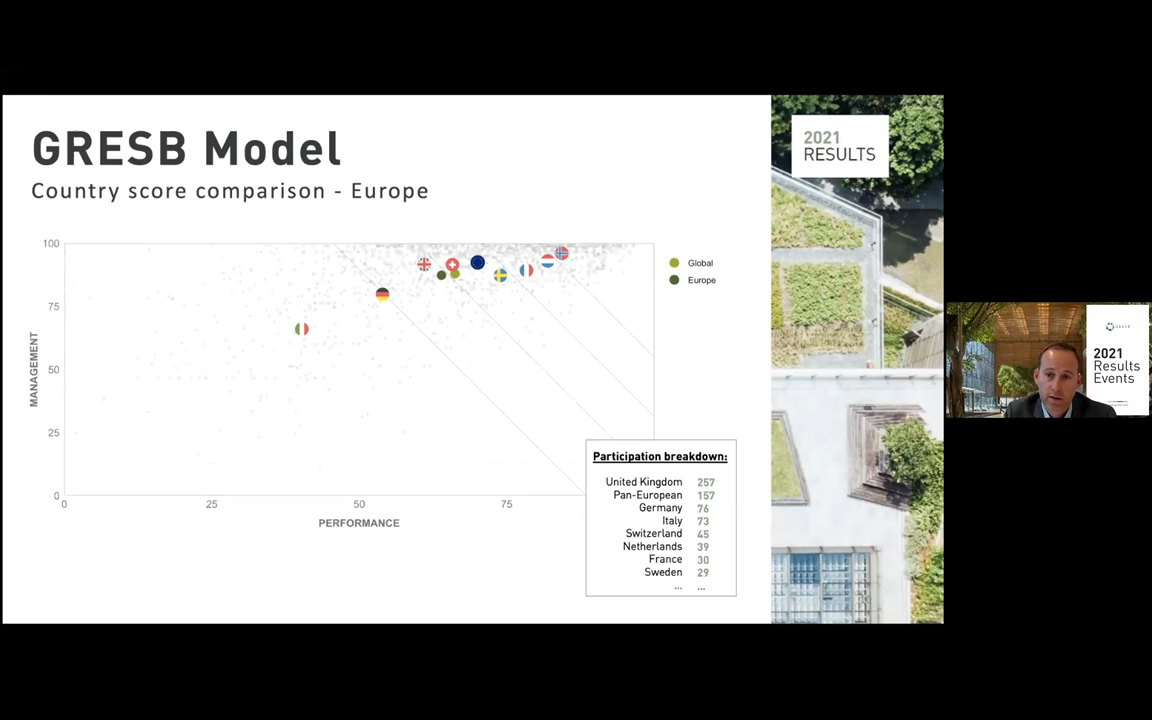 GRESB Model
Country score comparison - Europe
2021
RESULTS
100
75
50
25
0
MANAGEMENT
0
25
50
75
PERFORMANCE
Global
Europe
Participation breakdown:
United Kingdom 257
Pan-European 157
Germany 76
Italy 73
Switzerland 45
Netherlands 39
France 30
Sweden 29
... ...
2021
Results
Events